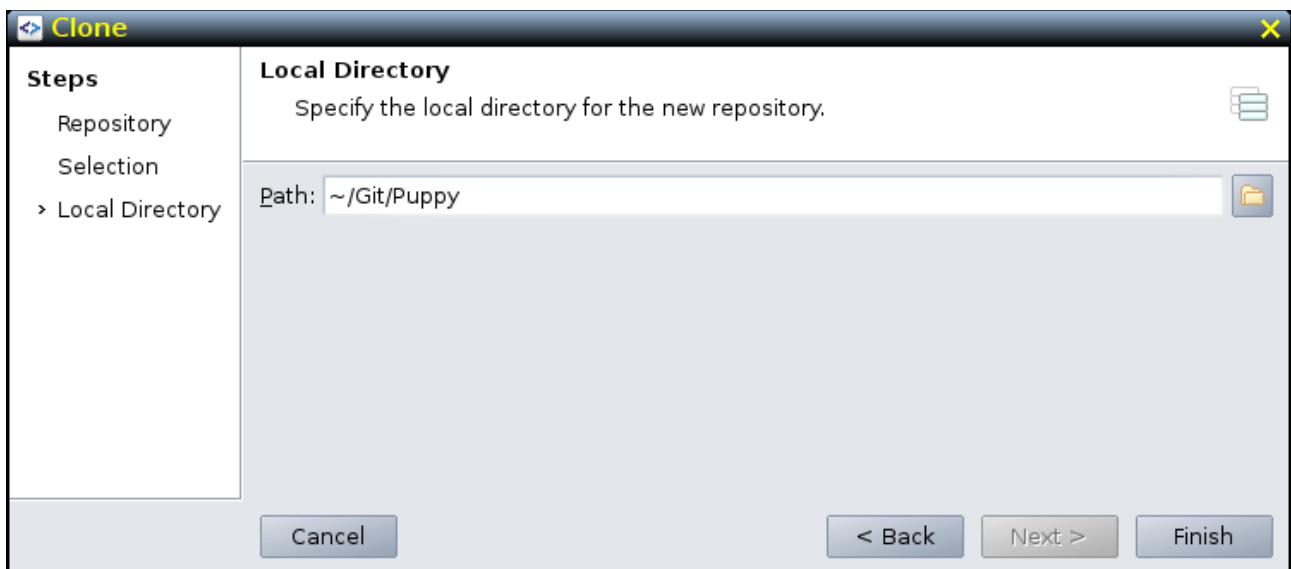 Clone
Steps
Repository
Selection
> Local Directory
Local Directory
Specify the local directory for the new repository.
Path: ~/Git/Puppy
Cancel
< Back
Next >
Finish